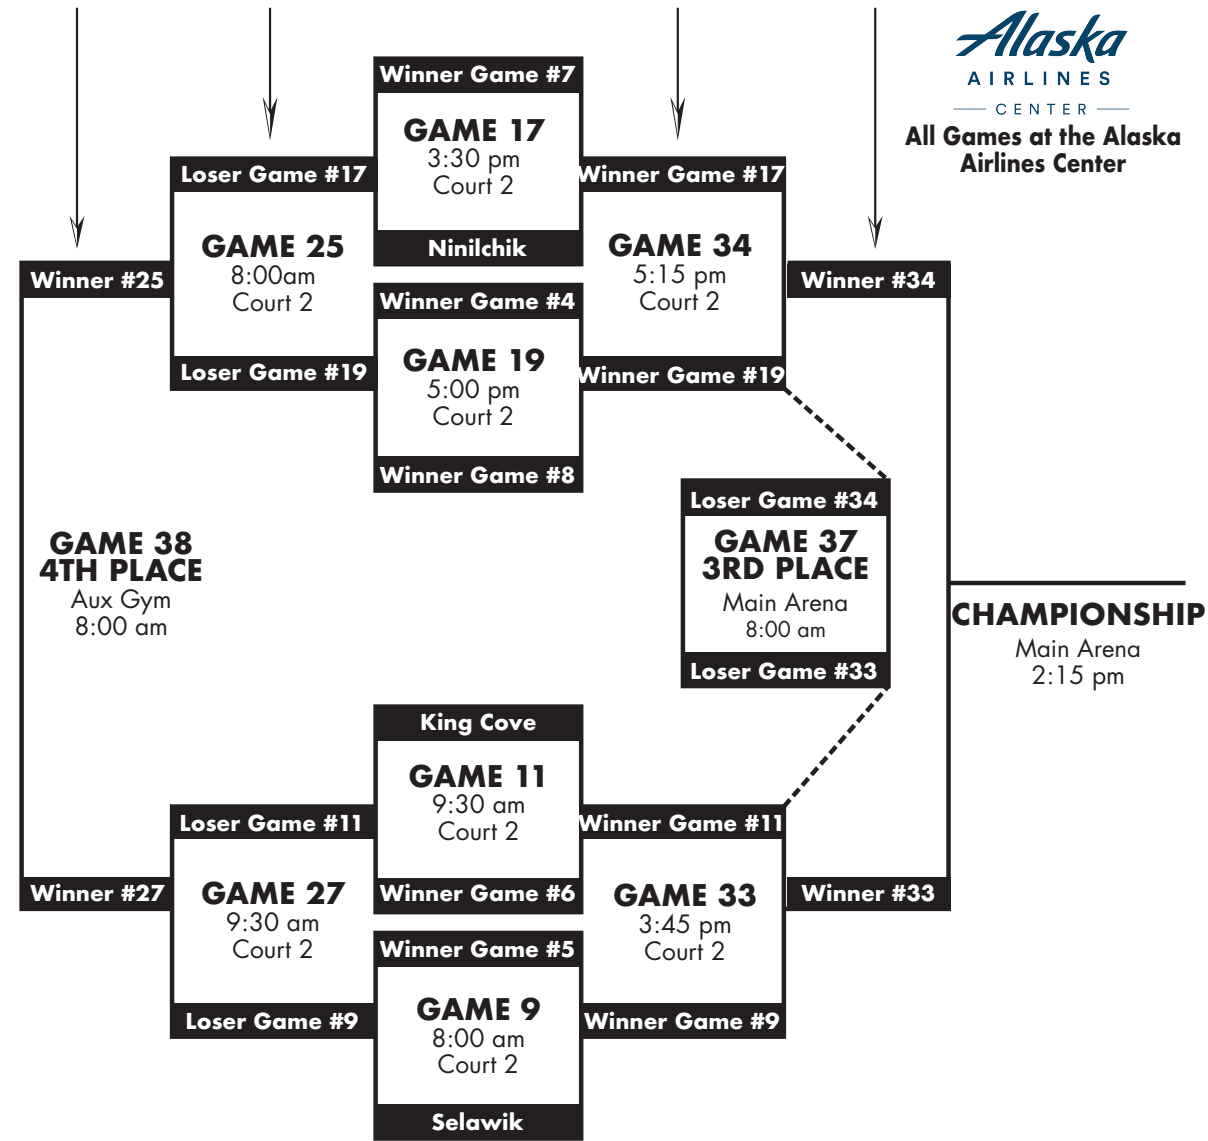 Alaska
AIRLINES
CENTER
All Games at the Alaska
Airlines Center
Winner Game #7
GAME 17
3:30 pm
Court 2
Ninilchik
Loser Game #17
GAME 25
8:00am
Court 2
Loser Game #19
Winner Game #17
GAME 34
5:15 pm
Court 2
Winner Game #19
Winner #25
Winner #34
Winner Game #4
GAME 19
5:00 pm
Court 2
Winner Game #8
GAME 38
4TH PLACE
Aux Gym
8:00 am
Loser Game #34
GAME 37
3RD PLACE
Main Arena
8:00 am
Loser Game #33
CHAMPIONSHIP
Main Arena
2:15 pm
King Cove
GAME 11
9:30 am
Court 2
Winner Game #6
Loser Game #11
GAME 27
9:30 am
Court 2
Loser Game #9
Winner Game #11
GAME 33
3:45 pm
Court 2
Winner Game #9
Winner #27
Winner #33
Winner Game #5
GAME 9
8:00 am
Court 2
Selawik